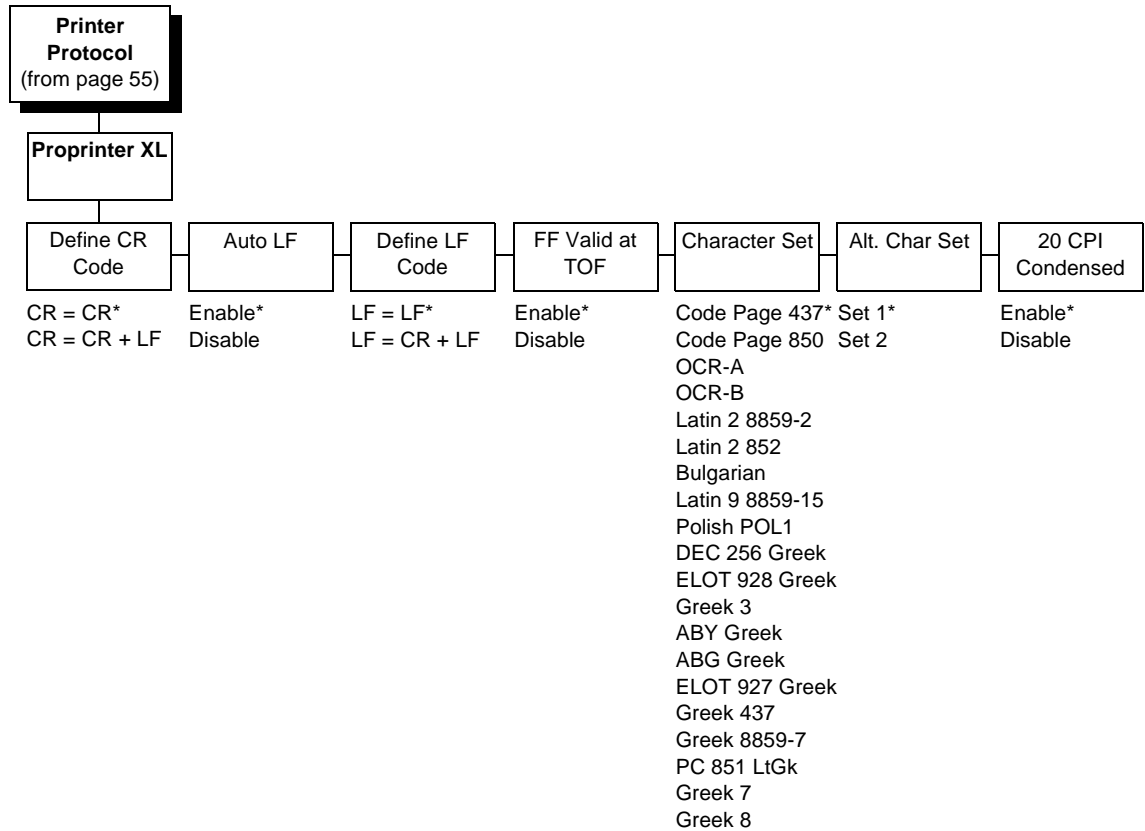 Printer
Protocol
(from page 55)
Proprinter XL
Define CR
Code
CR = CR*
CR = CR + LF
Auto LF
Enable*
Disable
Define LF
Code
LF = LF*
LF = CR + LF
FF Valid at
TOF
Enable*
Disable
Character Set
Code Page 437*
Code Page 850
OCR-A
OCR-B
Latin 2 8859-2
Latin 2 852
Bulgarian
Latin 9 8859-15
Polish POL1
DEC 256 Greek
ELOT 928 Greek
Greek 3
ABY Greek
ABG Greek
ELOT 927 Greek
Greek 437
Greek 8859-7
PC 851 LtGk
Greek 7
Greek 8
Alt. Char Set
Set 1*
Set 2
20 CPI
Condensed
Enable*
Disable